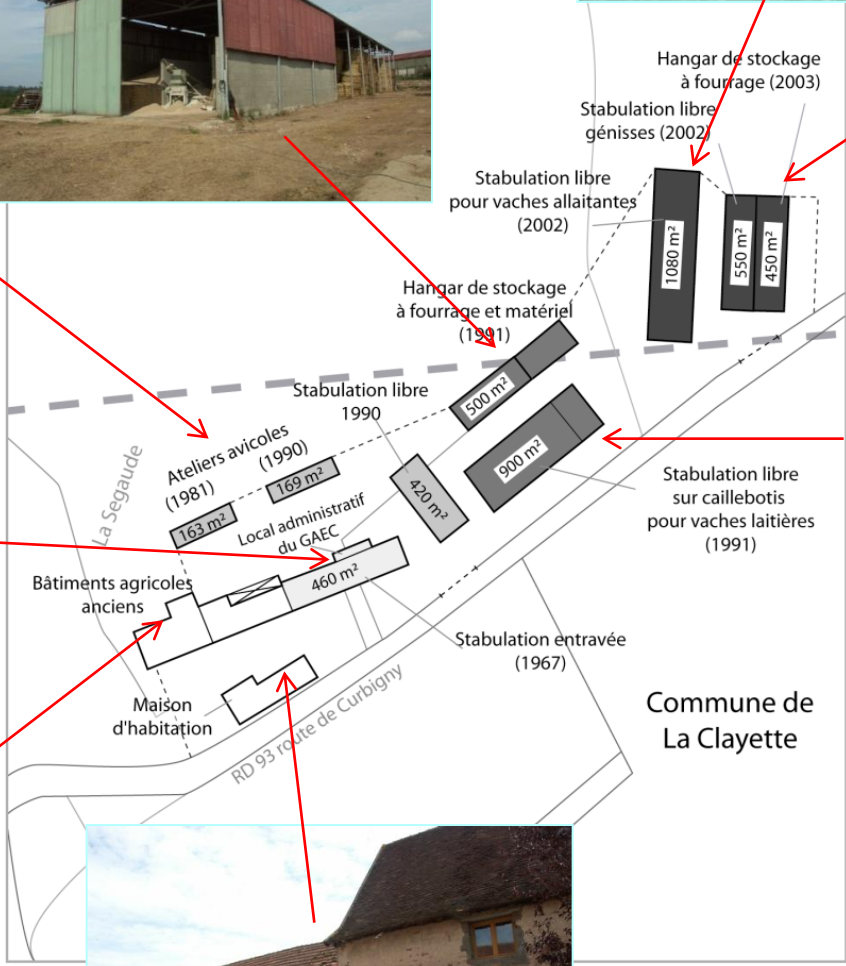 Hangar de stockage
à fourrage (2003)
Stabulation libre
génisses (2002)
Stabulation libre
pour vaches allaitantes
(2002)
1080 m²
550 m²
450 m²
Hangar de stockage
à fourrage et matériel
(1991)
500 m²
Stabulation libre
1990
900 m²
420 m²
Ateliers avicoles
(1981)
(1990)
169 m²
163 m²
La Segaude
Local administratif
du GAEC
460 m²
Stabulation libre
sur caillebotis
pour vaches laitières
(1991)
Bâtiments agricoles
anciens
Stabulation entravée
(1967)
Maison
d'habitation
RD 93 route de Curbigny
Commune de
La Clayette